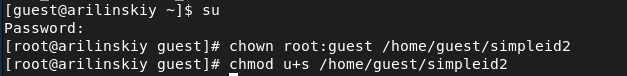 [guest@arilinskiy ~]$ su
Password:
[root@arilinskiy guest]# chown root:guest /home/guest/simpleid2
[root@arilinskiy guest]# chmod u+s /home/guest/simpleid2